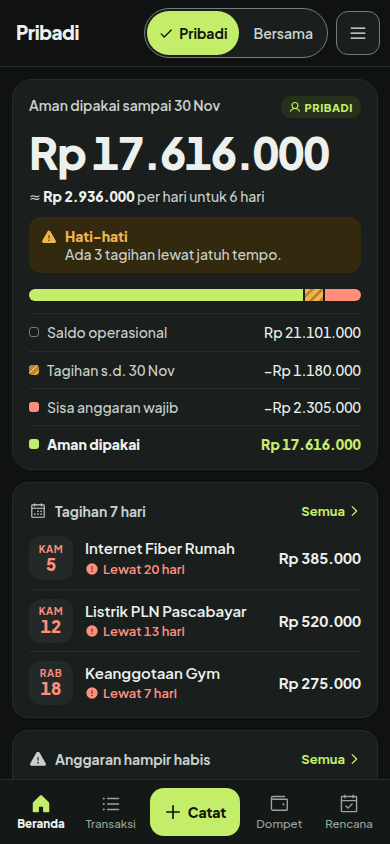 Pribadi
Pribadi
Bersama
Aman dipakai sampai 30 Nov
PRIBADI
Rp 17.616.000
≈ Rp 2.936.000 per hari untuk 6 hari
Hati-hati
Ada 3 tagihan lewat jatuh tempo.
Saldo operasional Rp 21.101.000
Tagihan s.d. 30 Nov −Rp 1.180.000
Sisa anggaran wajib −Rp 2.305.000
Aman dipakai Rp 17.616.000
Tagihan 7 hari
Semua
KAM
5
Internet Fiber Rumah
Lewat 20 hari
Rp 385.000
KAM
12
Listrik PLN Pascabayar
Lewat 13 hari
Rp 520.000
RAB
18
Keanggotaan Gym
Lewat 7 hari
Rp 275.000
Anggaran hampir habis
Semua
Beranda
Transaksi
Catat
Dompet
Rencana